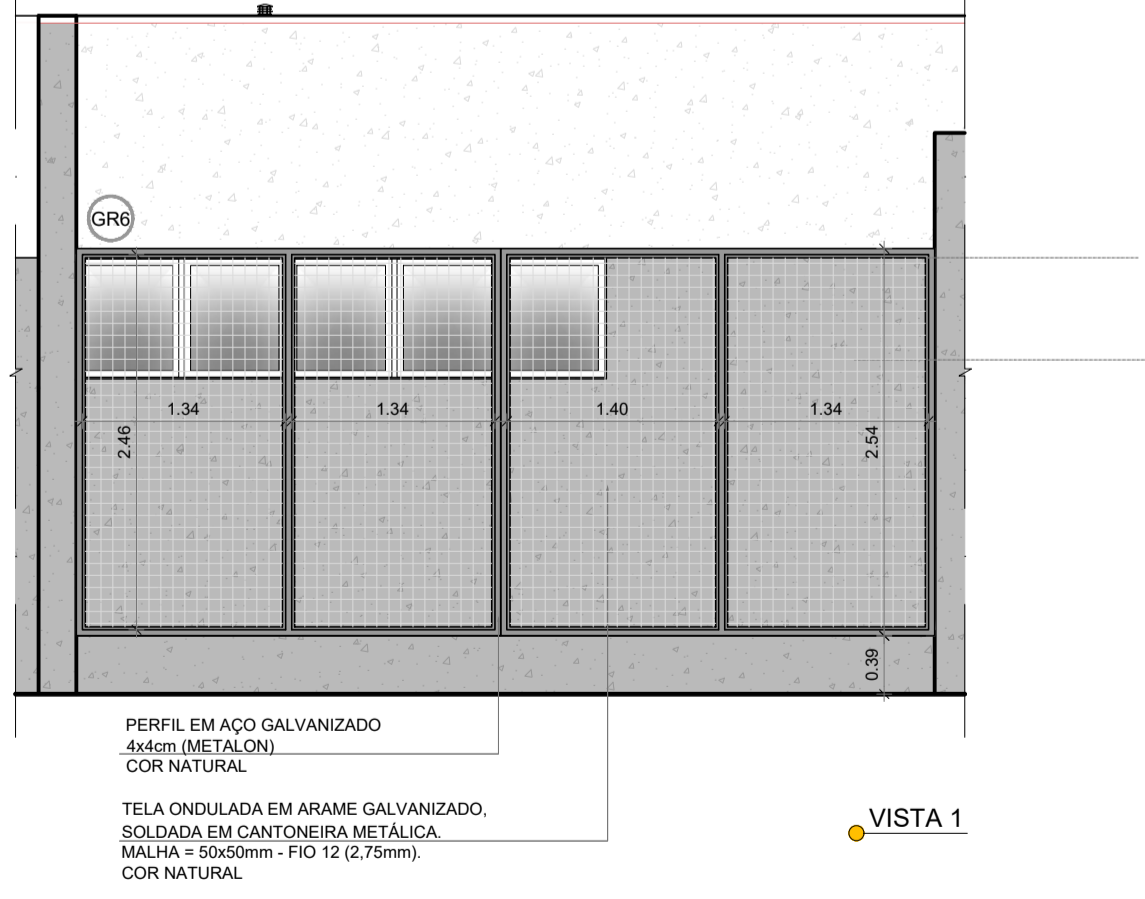 GR6
1.34
1.34
1.40
1.34
2.46
2.54
0.39
PERFIL EM AÇO GALVANIZADO
4x4cm (METALON)
COR NATURAL
TELA ONDULADA EM ARAME GALVANIZADO,
SOLDADA EM CANTONEIRA METÁLICA.
MALHA = 50x50mm - FIO 12 (2,75mm).
COR NATURAL
VISTA 1